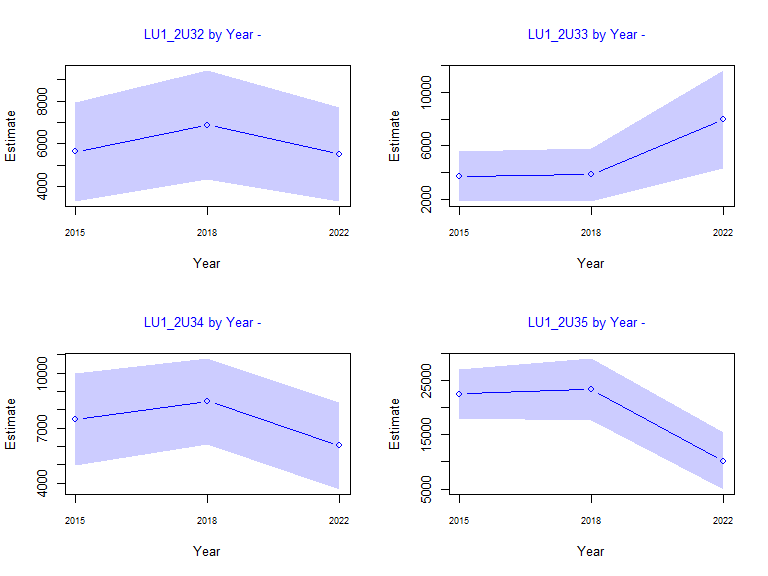 LU1_2U32 by Year -
Estimate
8000
6000
4000
2015 2018 2022
Year
LU1_2U33 by Year -
Estimate
10000
6000
2000
2015 2018 2022
Year
LU1_2U34 by Year -
Estimate
10000
7000
4000
2015 2018 2022
Year
LU1_2U35 by Year -
Estimate
25000
15000
5000
2015 2018 2022
Year